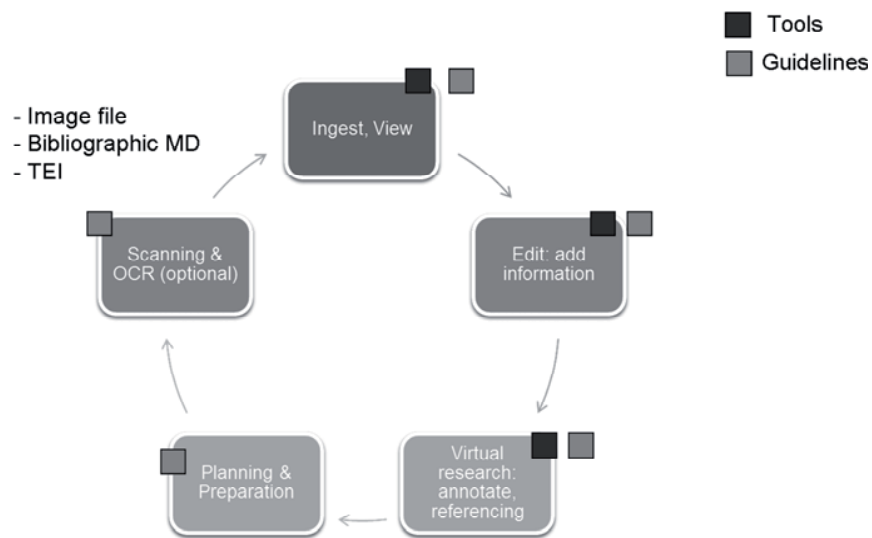 Tools
Guidelines
- Image file
- Bibliographic MD
- TEI
Ingest, View
Scanning &
OCR (optional)
Edit: add
information
Planning &
Preparation
Virtual
research:
annotate,
referencing